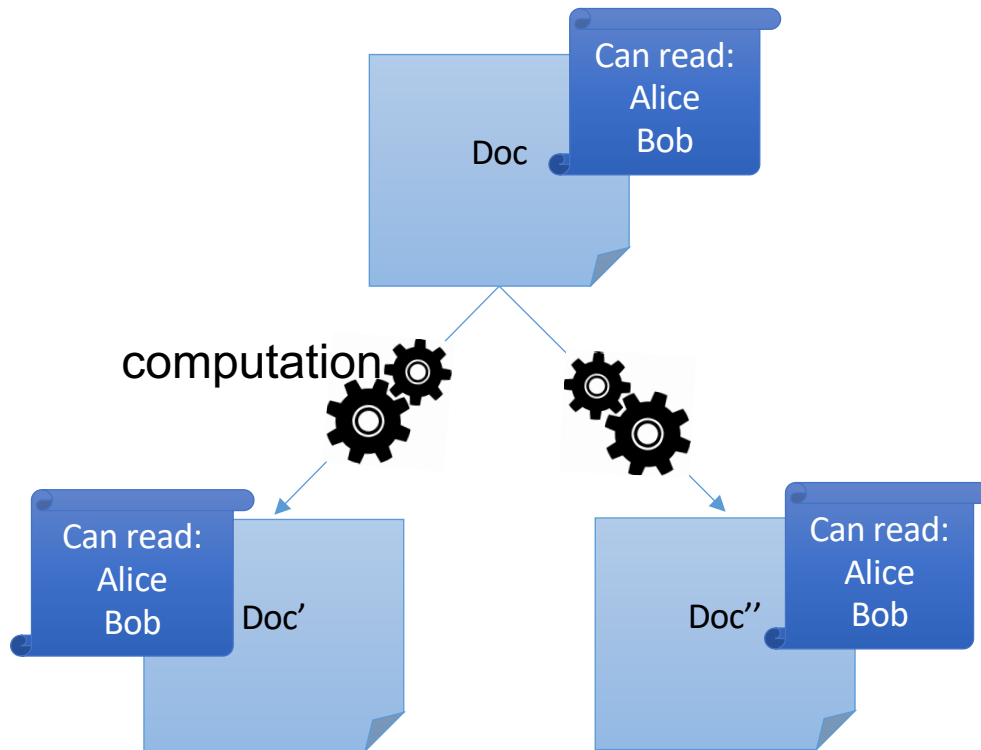 Can read:
Alice
Bob
Doc
computation
Can read:
Alice
Bob
Doc’
Can read:
Alice
Bob
Doc’’